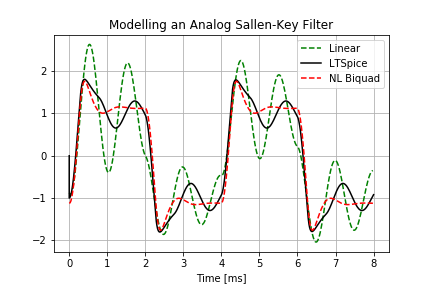 Modelling an Analog Sallen-Key Filter
Linear
LTSpice
NL Biquad
2
1
0
−1
−2
0 1 2 3 4 5 6 7 8
Time [ms]